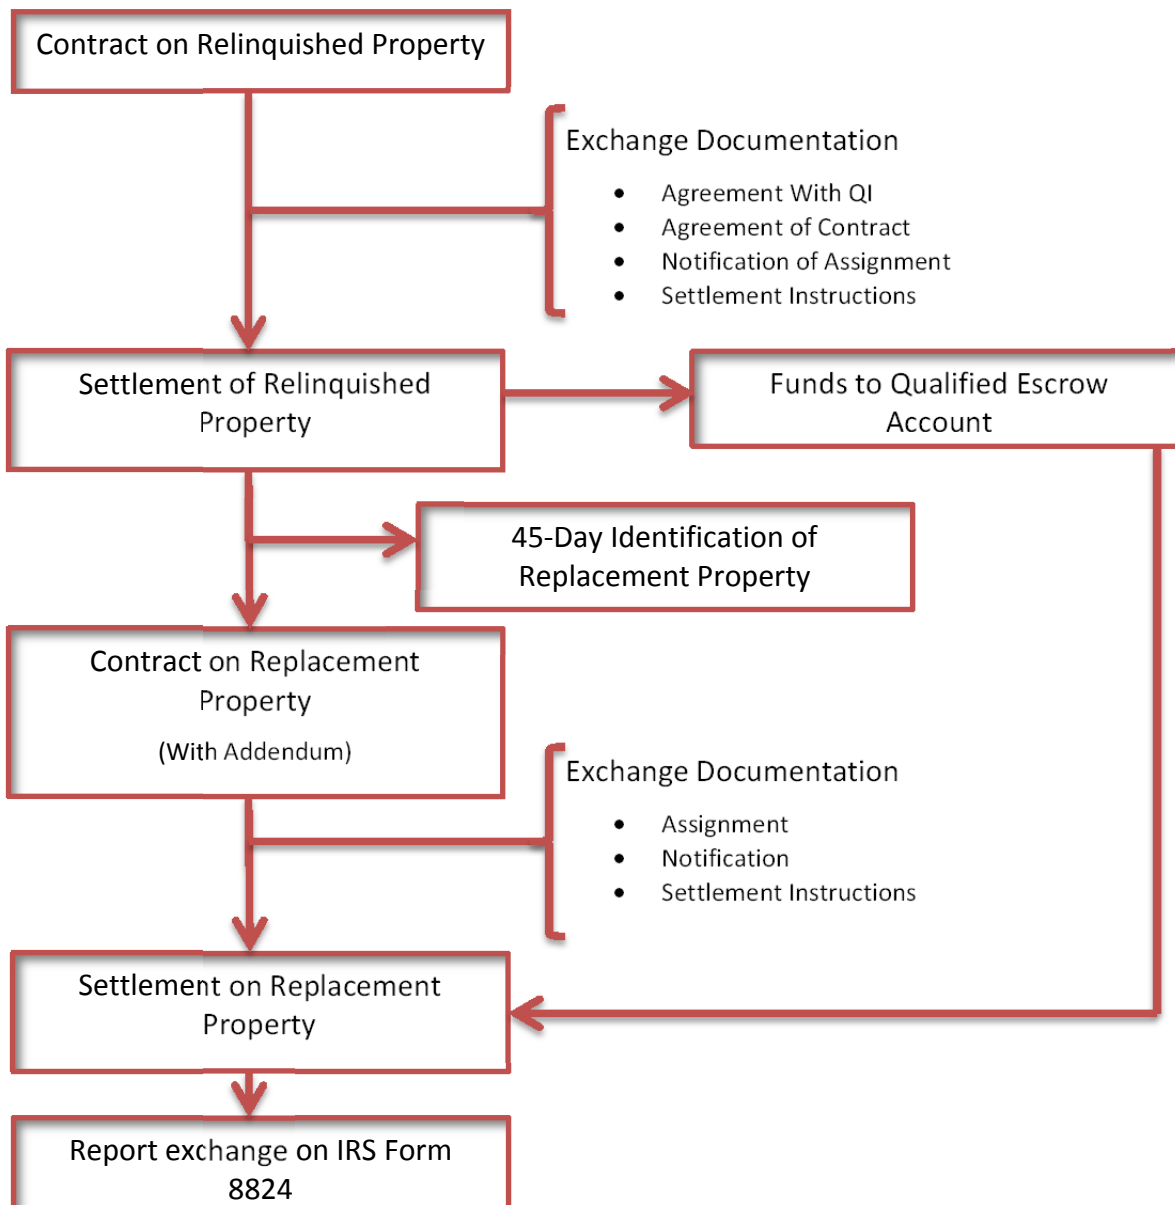 Contract on Relinquished Property
Exchange Documentation
• Agreement With QI
• Agreement of Contract
• Notification of Assignment
• Settlement Instructions
Settlement of Relinquished
Property
Funds to Qualified Escrow
Account
45-Day Identification of
Replacement Property
Contract on Replacement
Property
(With Addendum)
Exchange Documentation
• Assignment
• Notification
• Settlement Instructions
Settlement on Replacement
Property
Report exchange on IRS Form
8824